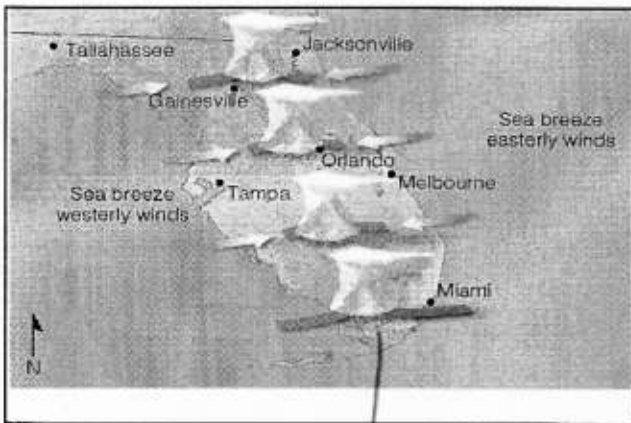 Tallahassee
Jacksonville
Gainesville
Sea breeze
easterly winds
Orlando
Melbourne
Tampa
Sea breeze
westerly winds
Miami
N